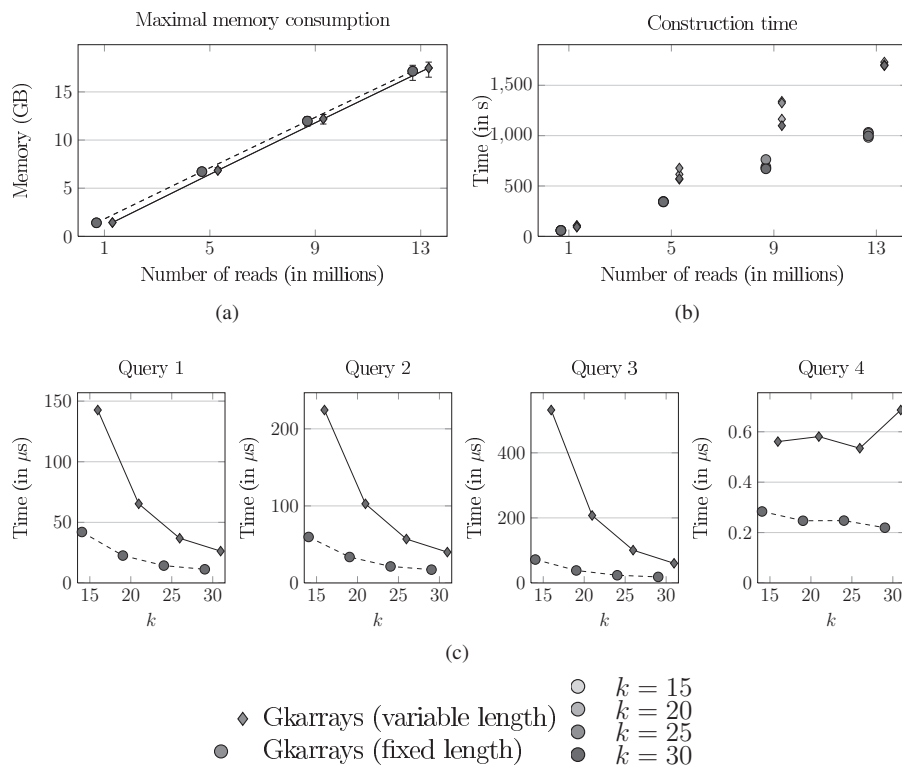 Maximal memory consumption
Memory (GB)
15
10
5
0
1 5 9 13
Number of reads (in millions)
(a)
Construction time
Time (in s)
1,500
1,000
500
0
1 5 9 13
Number of reads (in millions)
(b)
Query 1
Time (in μs)
150
100
50
0
15 20 25 30
k
Query 2
Time (in μs)
200
100
0
15 20 25 30
k
Query 3
Time (in μs)
400
200
0
15 20 25 30
k
Query 4
Time (in μs)
0.6
0.4
0.2
0
15 20 25 30
k
(c)
Gkarrays (variable length)
Gkarrays (fixed length)
k = 15
k = 20
k = 25
k = 30